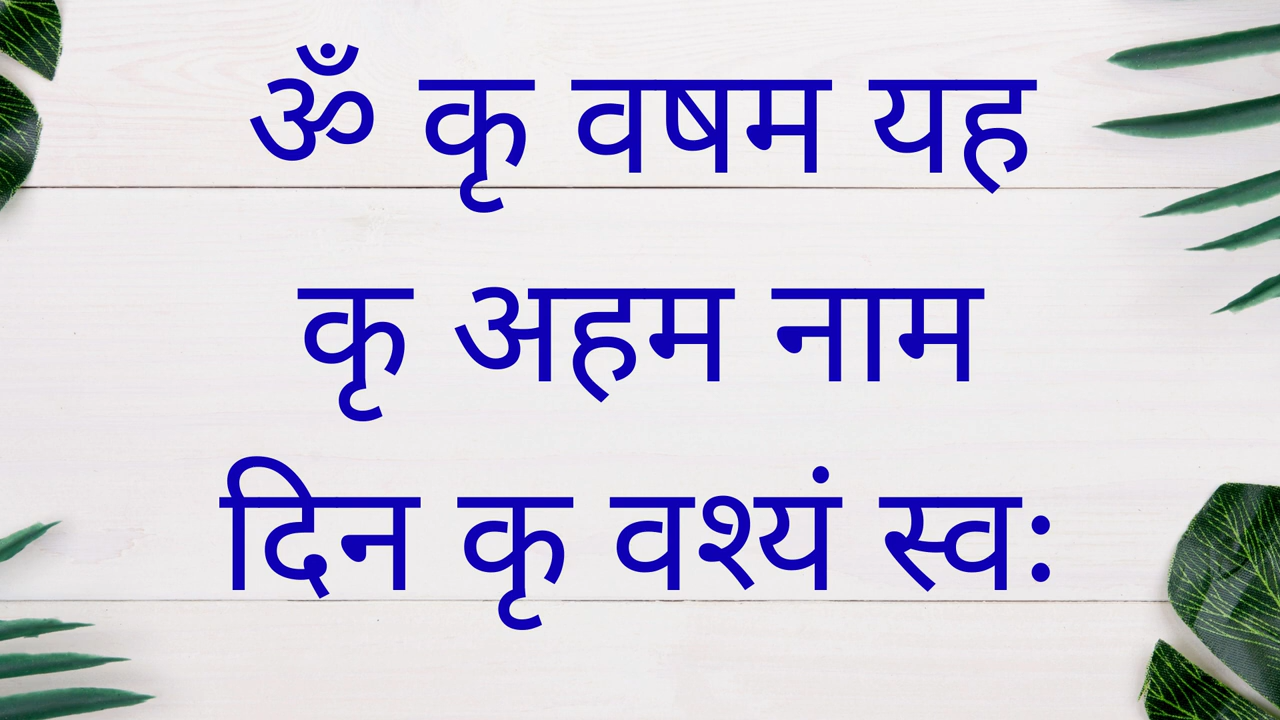 ॐ कृ वषम यह
कृ अहम नाम
दिन कृ वश्यं स्वः